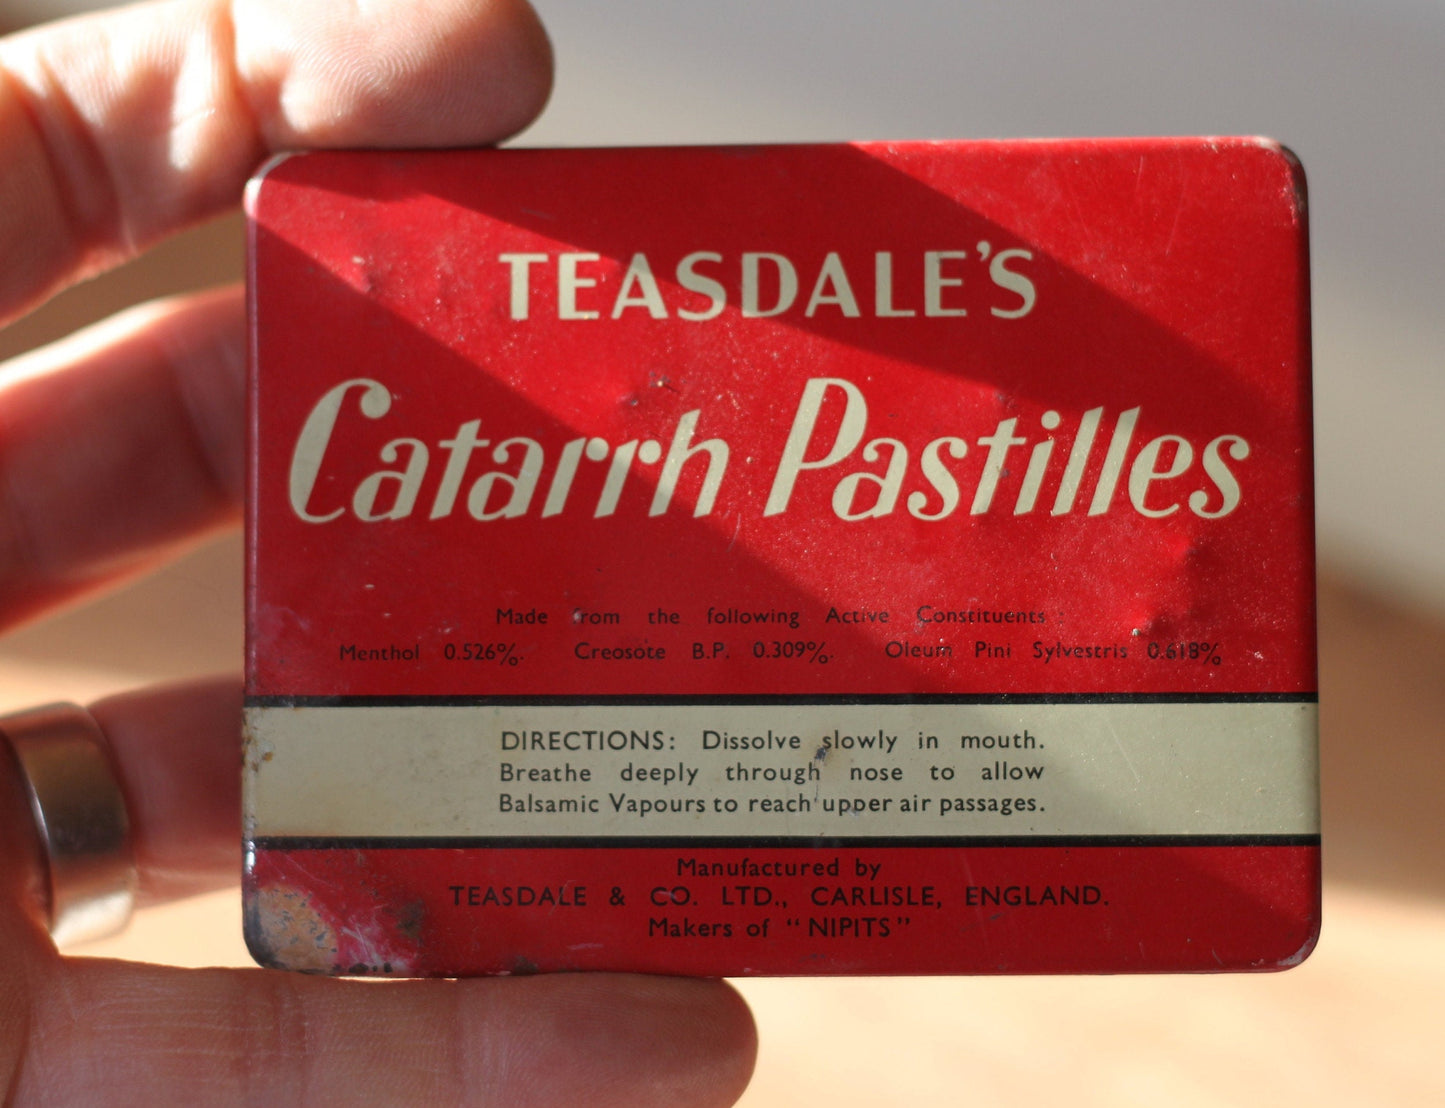 TEASDALE'S
Catarrh Pastilles
Made from the following Active Constituents :
Menthol 0.526%. Creosote B.P. 0.309%. Oleum Pini Sylvestris 0.618%
DIRECTIONS: Dissolve slowly in mouth.
Breathe deeply through nose to allow
Balsamic Vapours to reach upper air passages.
Manufactured by
TEASDALE & CO. LTD., CARLISLE, ENGLAND.
Makers of “NIPITS”